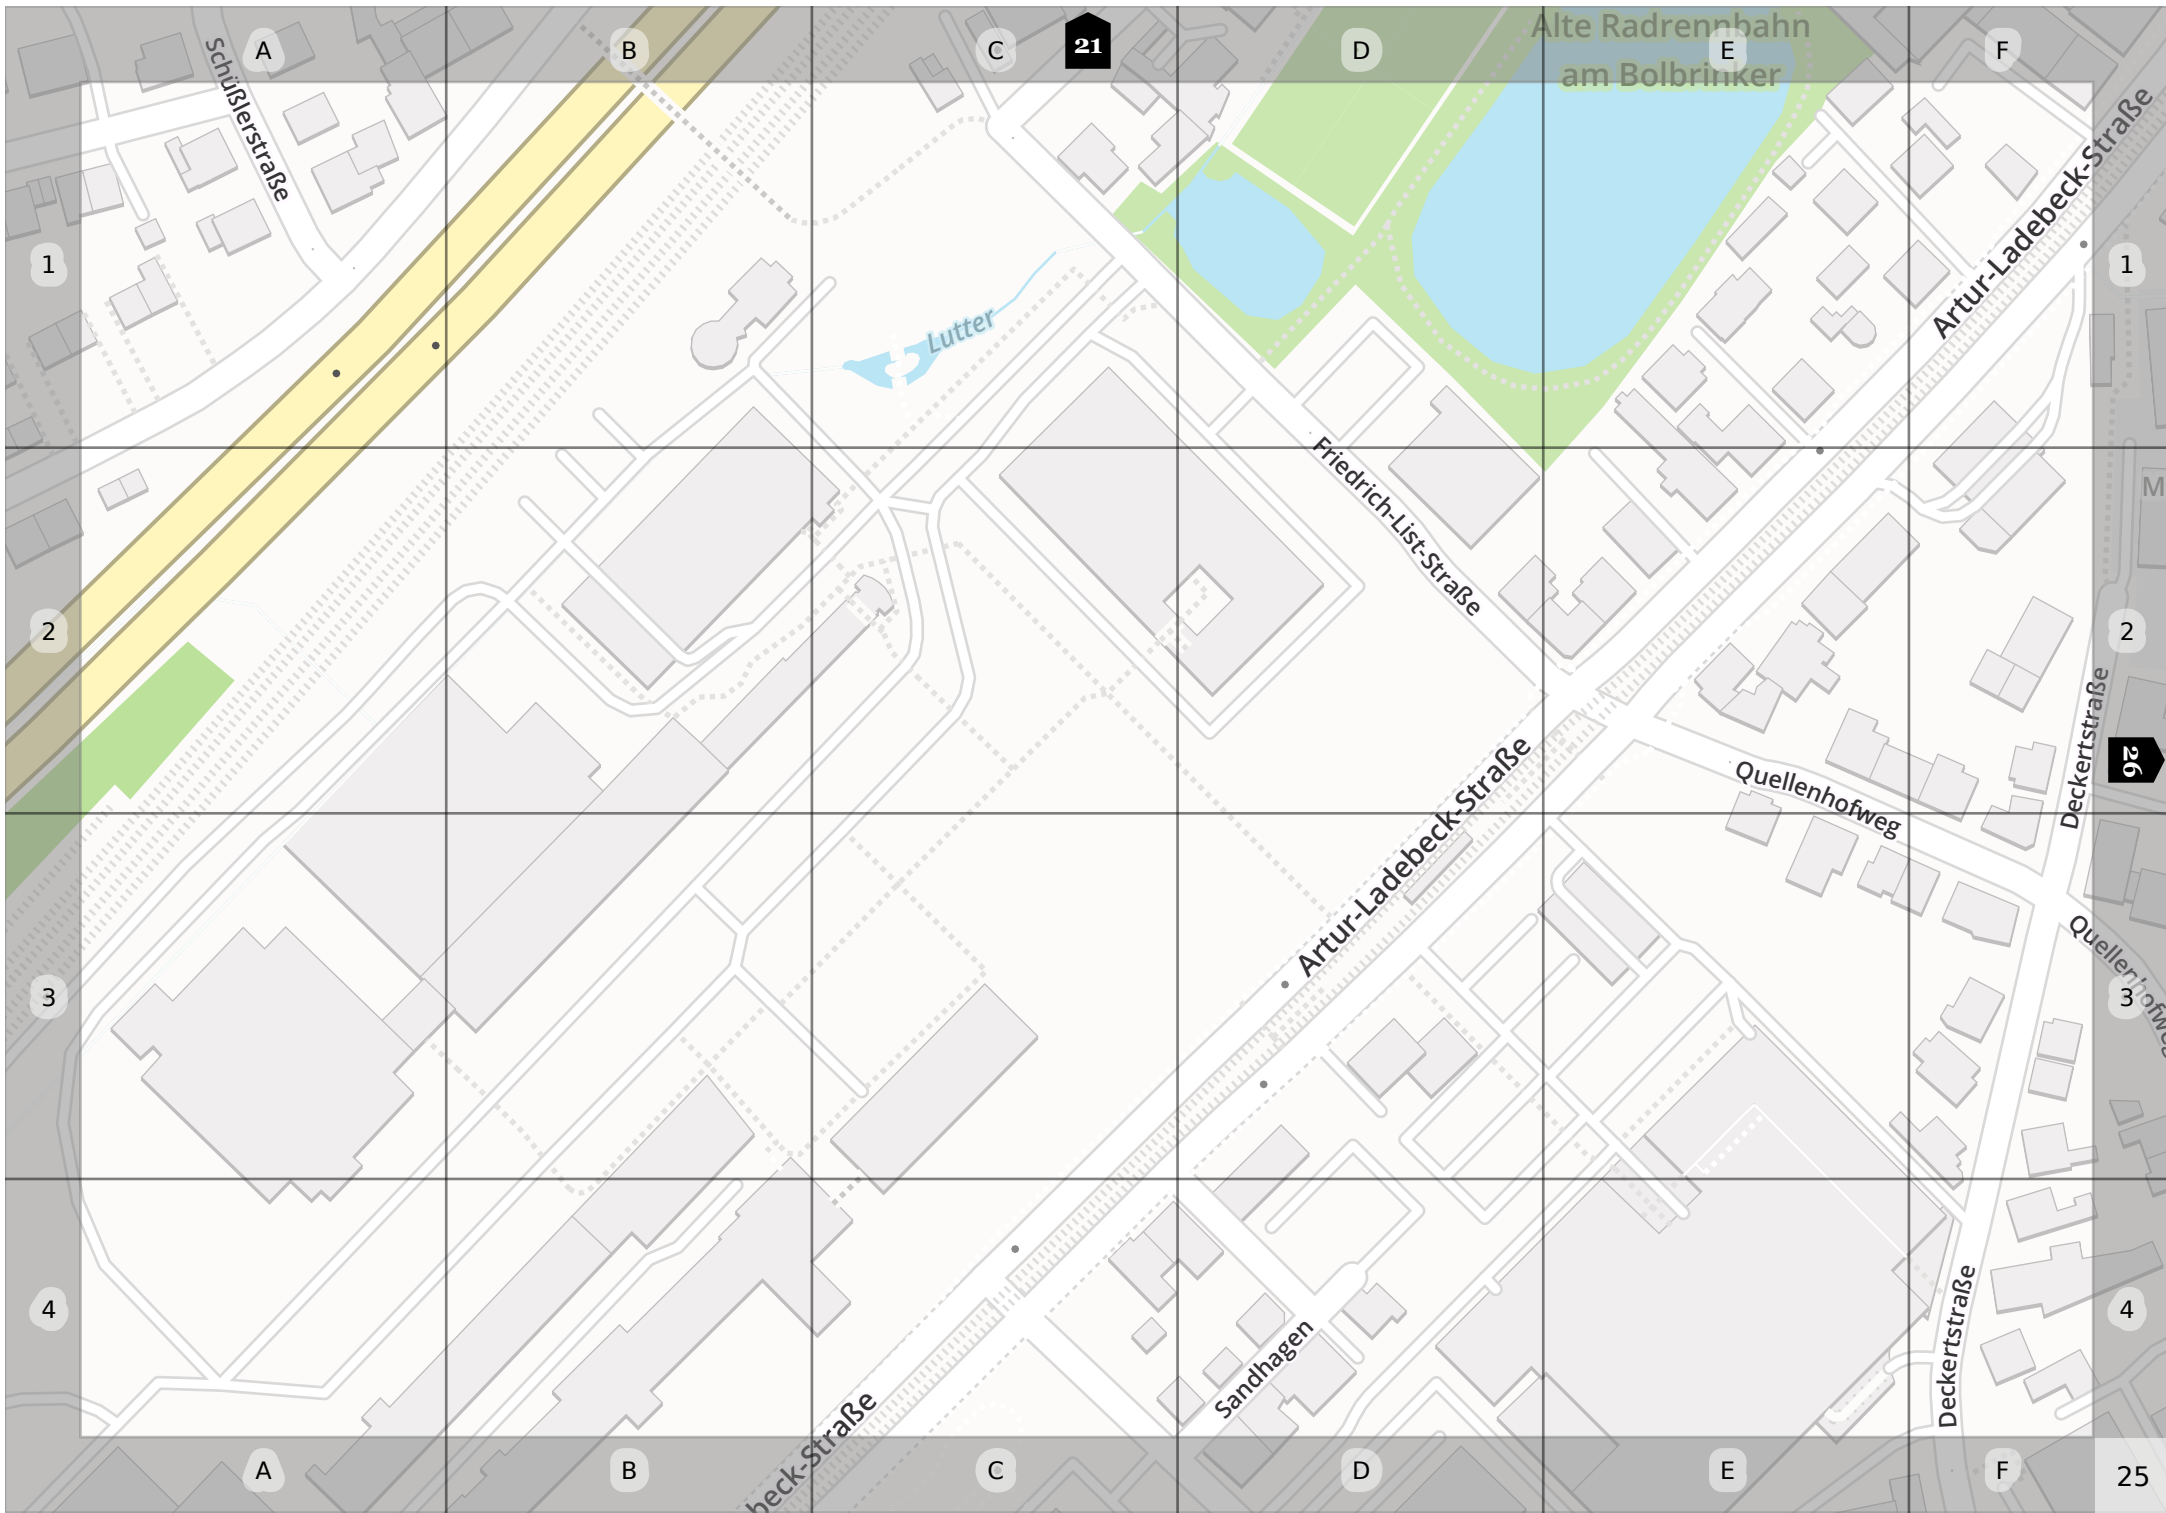 A
B
C
21
D
E
F
Alte Radrennbahn
am Bolbrinker
Schüßlerstraße
Artur-Ladebeck-Straße
1
1
Lutter
Friedrich-List-Straße
M
2
2
Deckertstraße
Artur-Ladebeck-Straße
Quellenhofweg
26
3
3
Quellenhofweg
4
4
Sandhagen
Deckertstraße
beck-Straße
A
B
C
D
E
F
25